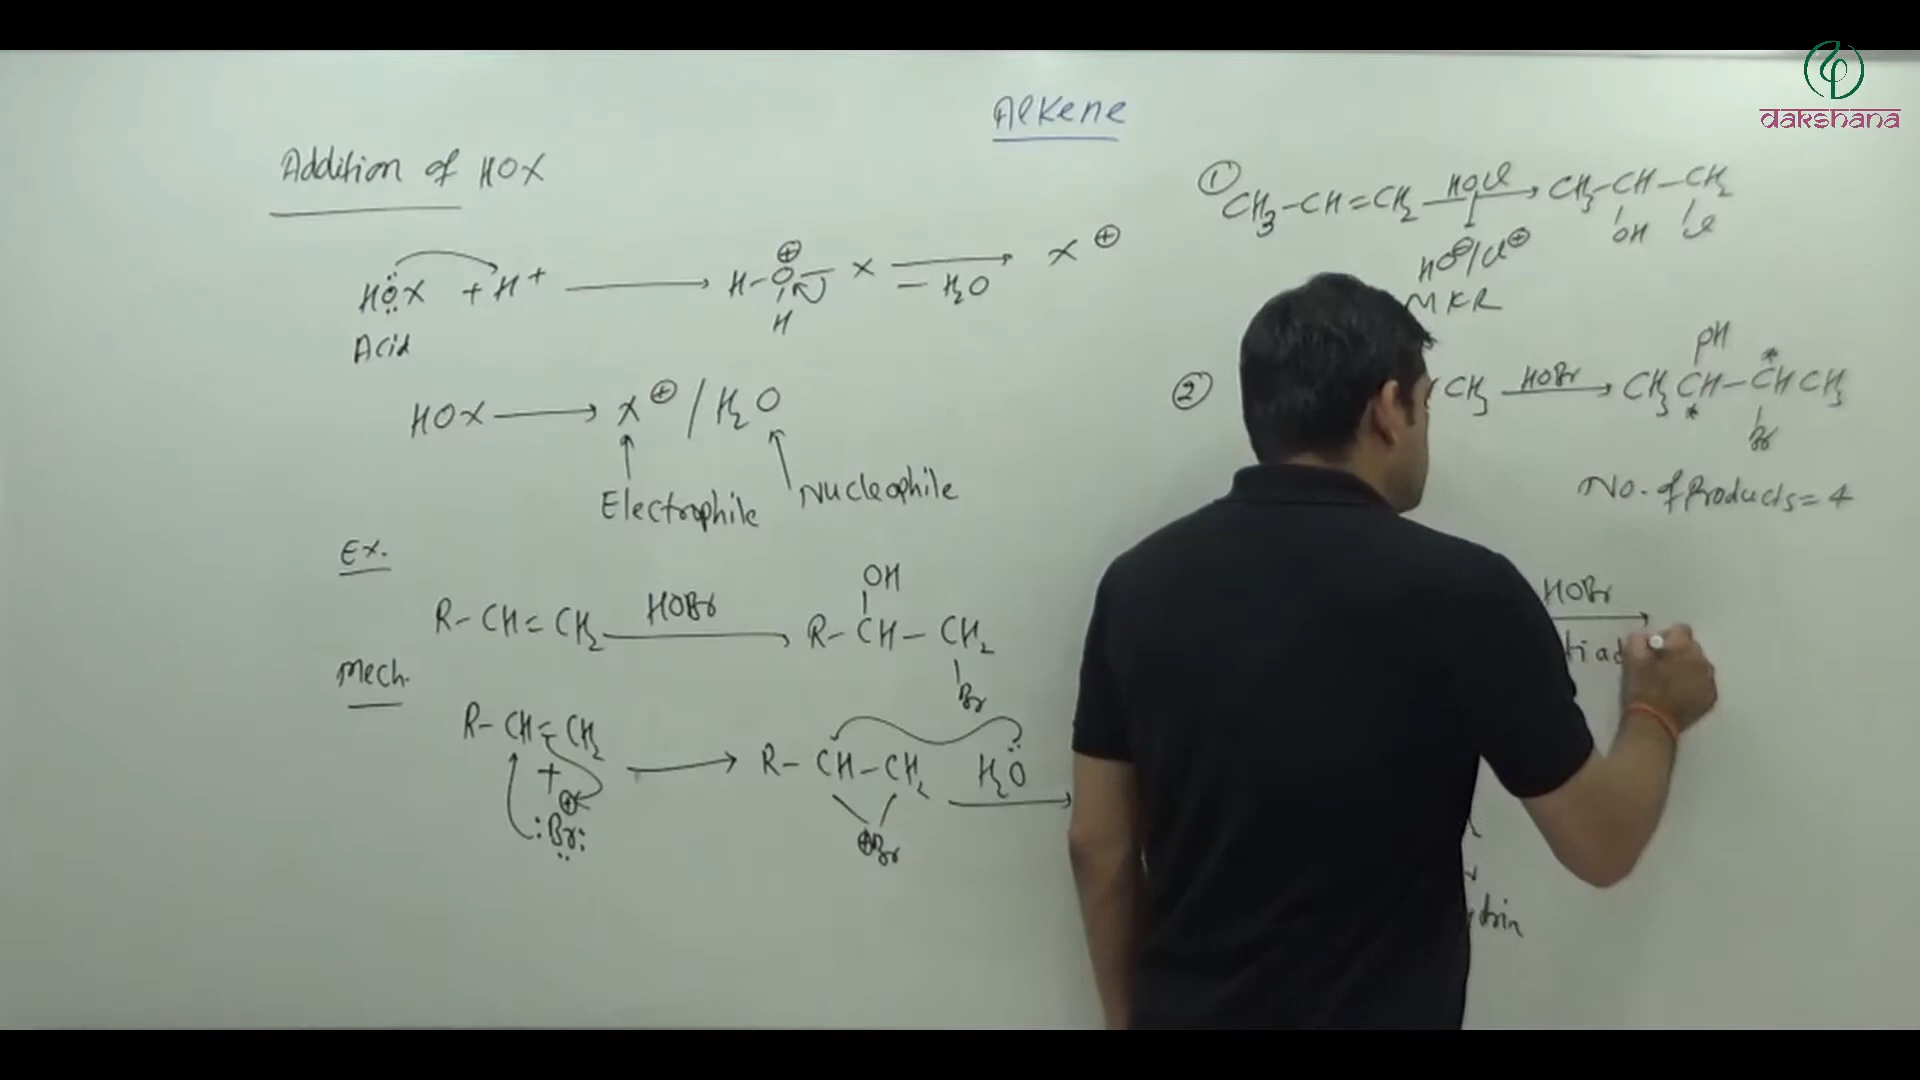 dakshana
Alkene
Addition of HOX
HOX + H+ → H-O-X → X⊕
⊕
H
- H2O
Acid
HOX → X⊕ / H2O
Electrophile
Nucleophile
Ex.
OH
R- CH=CH2 HOBr → R- CH - CH2
Br
Mech.
R- CH=CH2
+
⊕
:Br:
→ R- CH-CH2 H2O →
⊕Br
① CH3-CH=CH2 HOCl → CH3-CH-CH2
OH Cl
HO⊖/Cl⊕
MKR
② CH3 HOBr → CH3CH-CHCH3
PH
* *
Br
No. of Products = 4
HOBr →